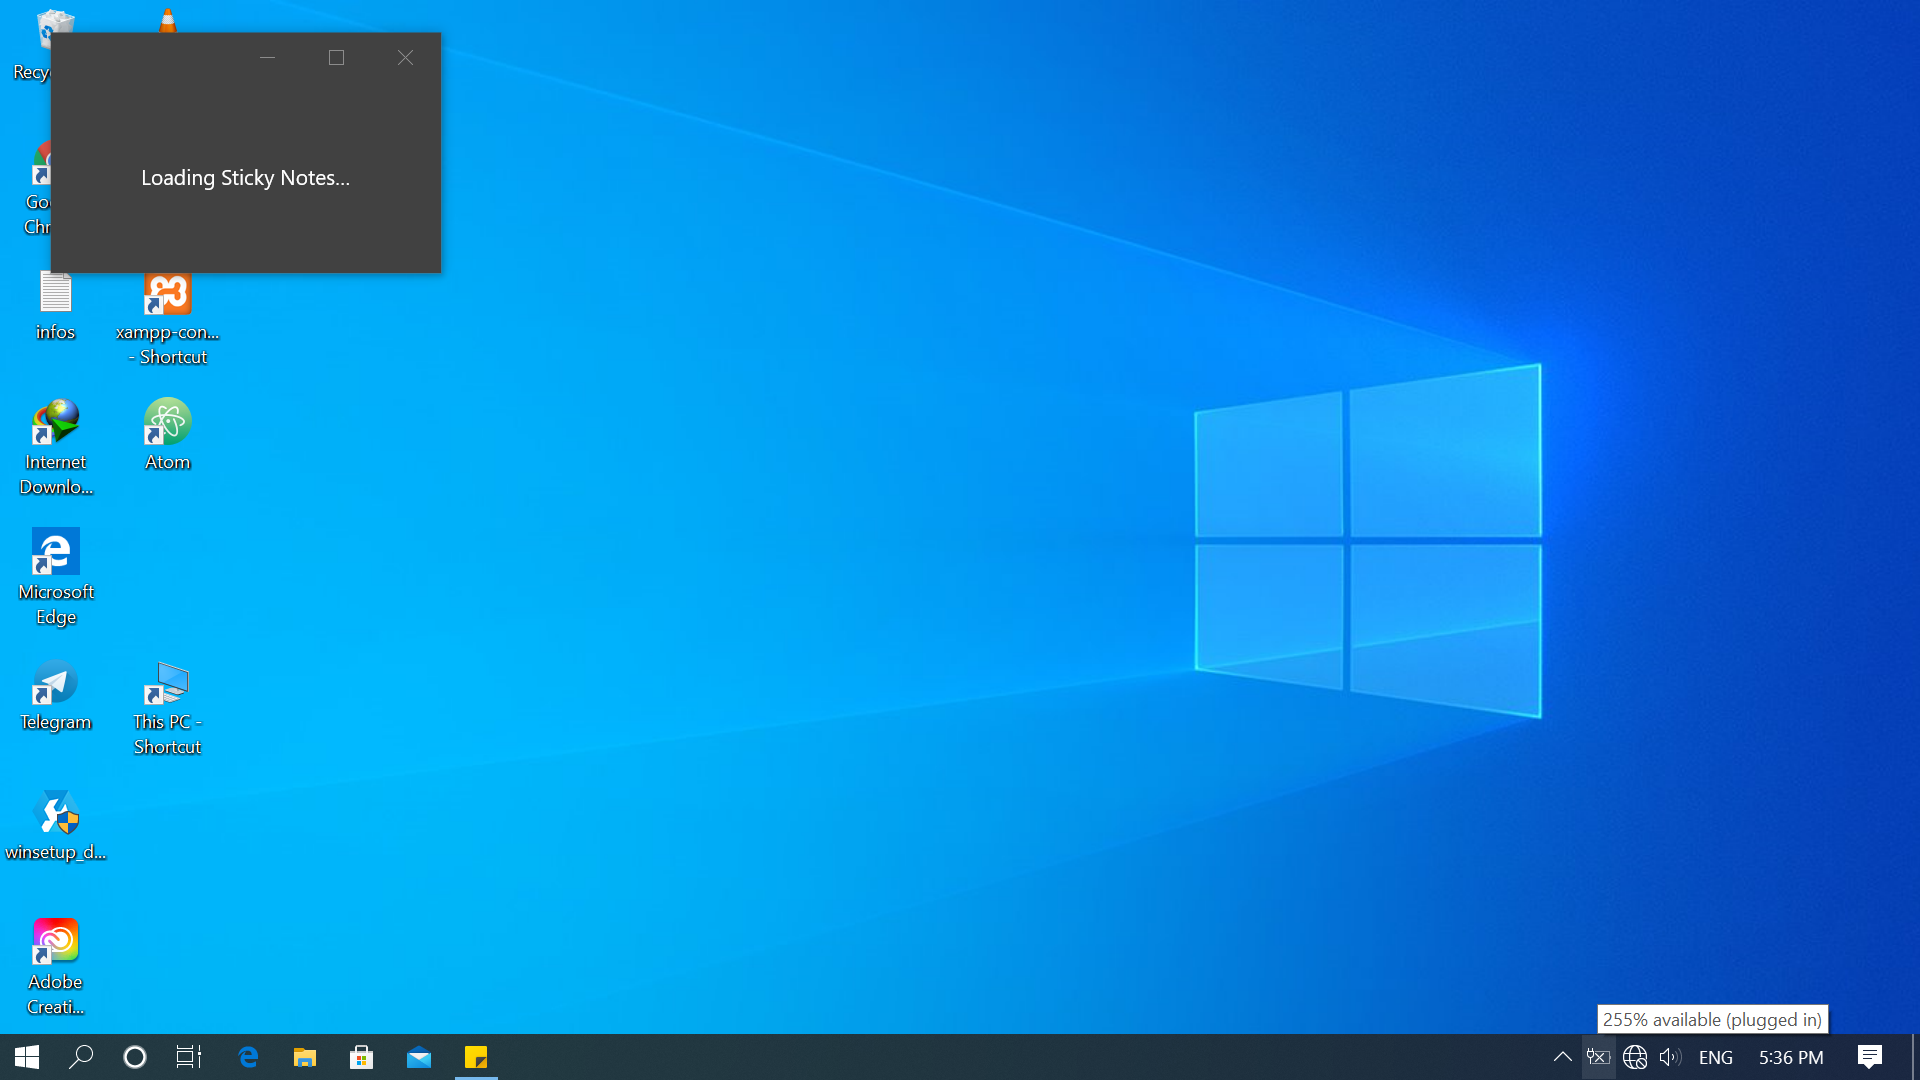 Recy
Loading Sticky Notes...
Goo
Chr
infos
xampp-con...
- Shortcut
Internet
Downlo...
Atom
Microsoft
Edge
Telegram
This PC -
Shortcut
winsetup_d...
Adobe
Creati...
255% available (plugged in)
ENG
5:36 PM